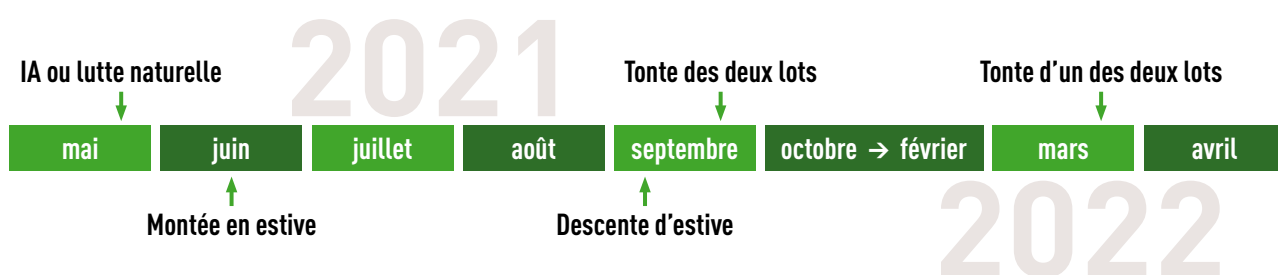 2021
IA ou lutte naturelle
Tonte des deux lots
Tonte d'un des deux lots
mai
juin
juillet
août
septembre
octobre → février
mars
avril
Montée en estive
Descente d'estive
2022